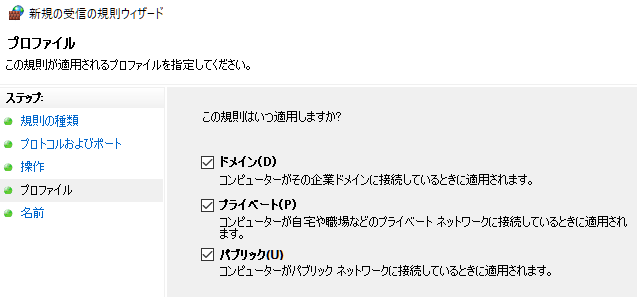 新規の受信の規則ウィザード
プロファイル
この規則が適用されるプロファイルを指定してください。
ステップ:
規則の種類
プロトコルおよびポート
操作
プロファイル
名前
この規則はいつ適用しますか?
ドメイン(D)
コンピューターがその企業ドメインに接続しているときに適用されます。
プライベート(P)
コンピューターが自宅や職場などのプライベート ネットワークに接続しているときに適用されま
す。
パブリック(U)
コンピューターがパブリック ネットワークに接続しているときに適用されます。